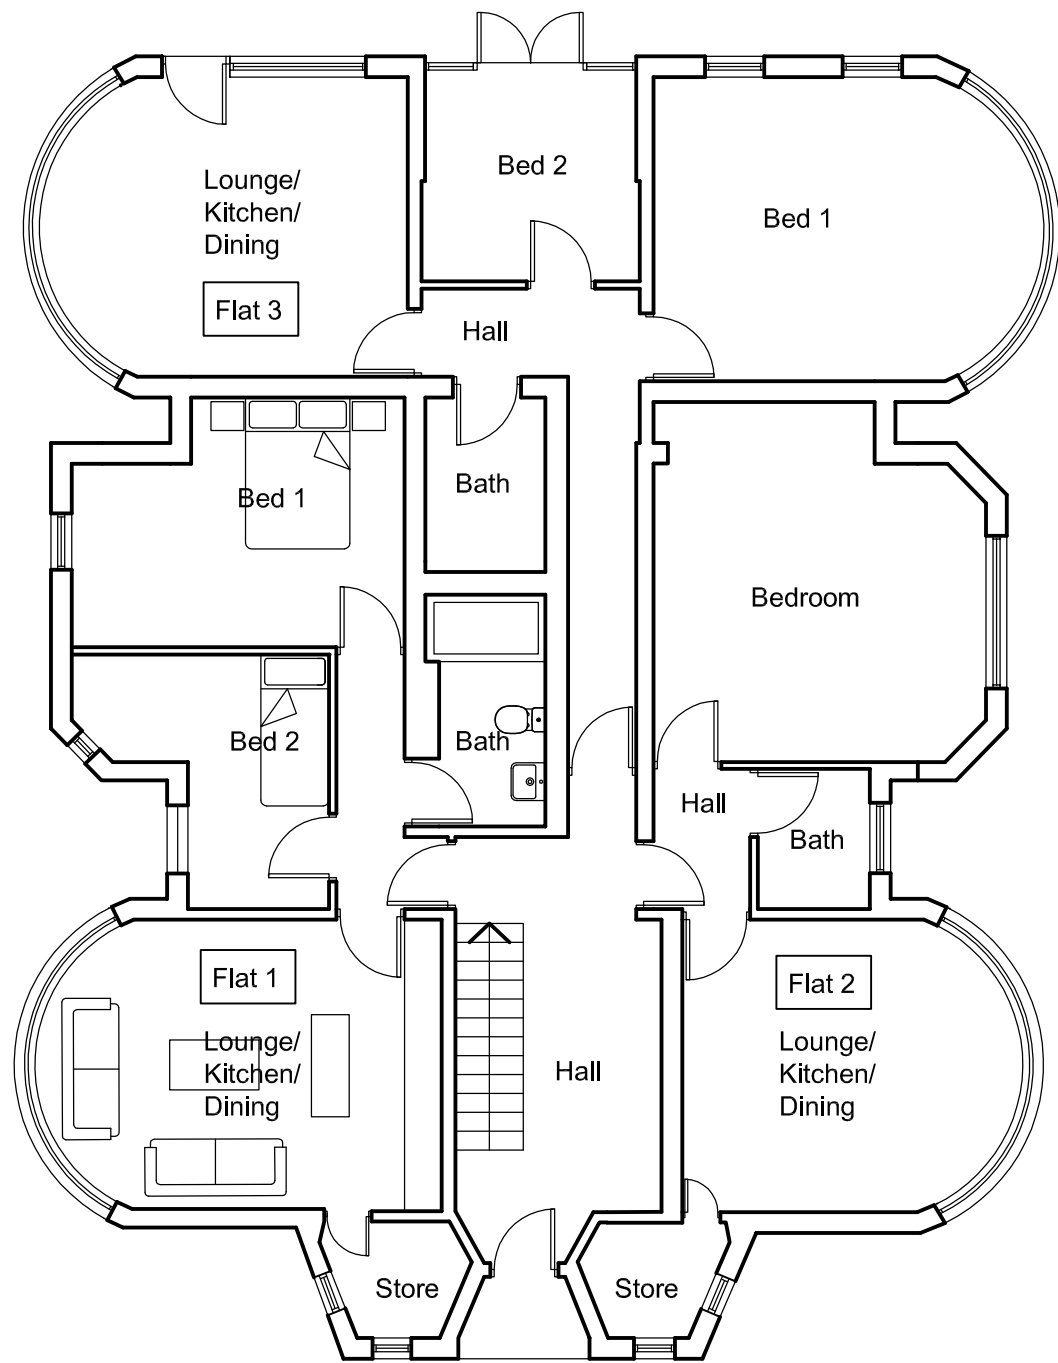 Bed 2
Bed 1
Lounge/
Kitchen/
Dining
Flat 3
Hall
Bed 1
Bath
Bedroom
Bed 2
Bath
Hall
Bath
Flat 1
Lounge/
Kitchen/
Dining
Hall
Flat 2
Lounge/
Kitchen/
Dining
Store
Store